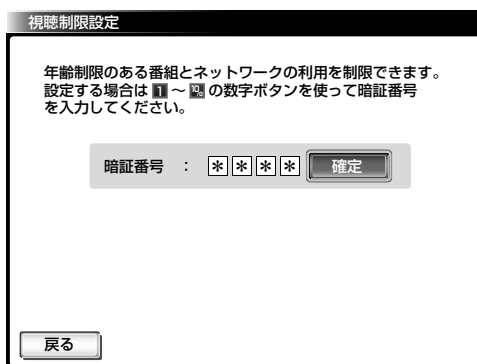 視聴制限設定
年齢制限のある番組とネットワークの利用を制限できます。
設定する場合は 1 ～ 10 の数字ボタンを使って暗証番号
を入力してください。
暗証番号 ： ＊ ＊ ＊ ＊ 確定
戻る